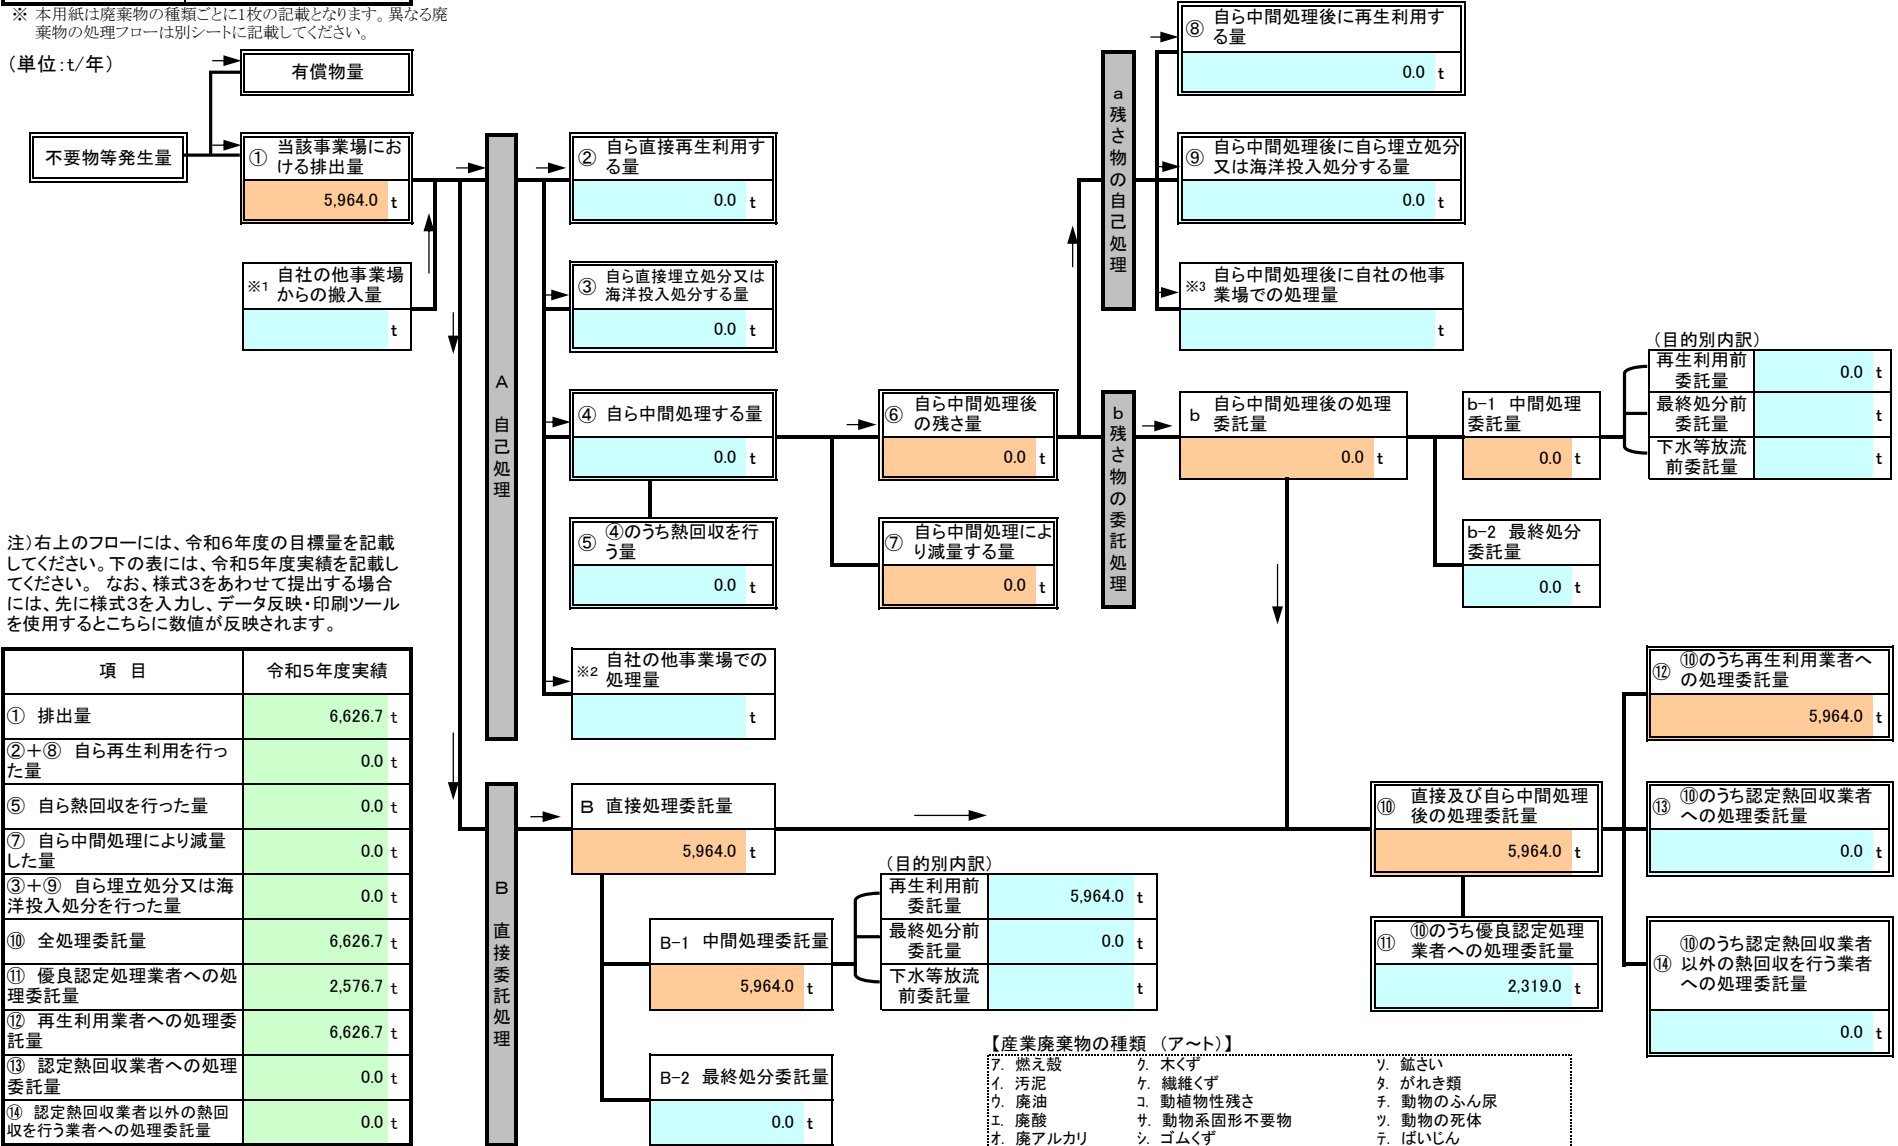 ※ 本用紙は廃棄物の種類ごとに1枚の記載となります。異なる廃
棄物の処理フローは別シートに記載してください。
（単位：t/年）
有償物量
不要物等発生量
① 当該事業場にお
ける排出量
5,964.0 t
※1 自社の他事業場
からの搬入量
t
A 自己処理
② 自ら直接再生利用す
る量
0.0 t
③ 自ら直接埋立処分又は
海洋投入処分する量
0.0 t
④ 自ら中間処理する量
0.0 t
⑤ ④のうち熱回収を行
う量
0.0 t
※2 自社の他事業場での
処理量
t
⑥ 自ら中間処理後
の残さ量
0.0 t
⑦ 自ら中間処理によ
り減量する量
0.0 t
a 残さ物の自己処理
⑧ 自ら中間処理後に再生利用す
る量
0.0 t
⑨ 自ら中間処理後に自ら埋立処分
又は海洋投入処分する量
0.0 t
※3 自ら中間処理後に自社の他事
業場での処理量
t
b 残さ物の委託処理
b 自ら中間処理後の処理
委託量
0.0 t
b-1 中間処理
委託量
0.0 t
b-2 最終処分
委託量
0.0 t
（目的別内訳）
再生利用前
委託量
0.0 t
最終処分前
委託量
t
下水等放流
前委託量
t
注）右上のフローには、令和６年度の目標量を記載
してください。下の表には、令和５年度実績を記載し
てください。 なお、様式３をあわせて提出する場合
には、先に様式３を入力し、データ反映・印刷ツール
を使用するとこちらに数値が反映されます。
項 目 令和５年度実績
① 排出量 6,626.7 t
②＋⑧ 自ら再生利用を行っ
た量 0.0 t
⑤ 自ら熱回収を行った量 0.0 t
⑦ 自ら中間処理により減量
した量 0.0 t
③＋⑨ 自ら埋立処分又は海
洋投入処分を行った量 0.0 t
⑩ 全処理委託量 6,626.7 t
⑪ 優良認定処理業者への処
理委託量 2,576.7 t
⑫ 再生利用業者への処理委
託量 6,626.7 t
⑬ 認定熱回収業者への処理
委託量 0.0 t
⑭ 認定熱回収業者以外の熱回
収を行う業者への処理委託量 0.0 t
B 直接委託処理
B 直接処理委託量
5,964.0 t
B-1 中間処理委託量
5,964.0 t
B-2 最終処分委託量
0.0 t
（目的別内訳）
再生利用前
委託量
5,964.0 t
最終処分前
委託量
0.0 t
下水等放流
前委託量
t
⑩ 直接及び自ら中間処理
後の処理委託量
5,964.0 t
⑪ ⑩のうち優良認定処理
業者への処理委託量
2,319.0 t
⑫ ⑩のうち再生利用業者へ
の処理委託量
5,964.0 t
⑬ ⑩のうち認定熱回収業者
への処理委託量
0.0 t
⑭ ⑩のうち認定熱回収業者
以外の熱回収を行う業者
への処理委託量
0.0 t
【産業廃棄物の種類 （ア～ト）】
ア. 燃え殻 ク. 木くず ソ. 鉱さい
イ. 汚泥 ケ. 繊維くず タ. がれき類
ウ. 廃油 コ. 動植物性残さ チ. 動物のふん尿
エ. 廃酸 サ. 動物系固形不要物 ツ. 動物の死体
オ. 廃アルカリ シ. ゴムくず テ. ばいじん